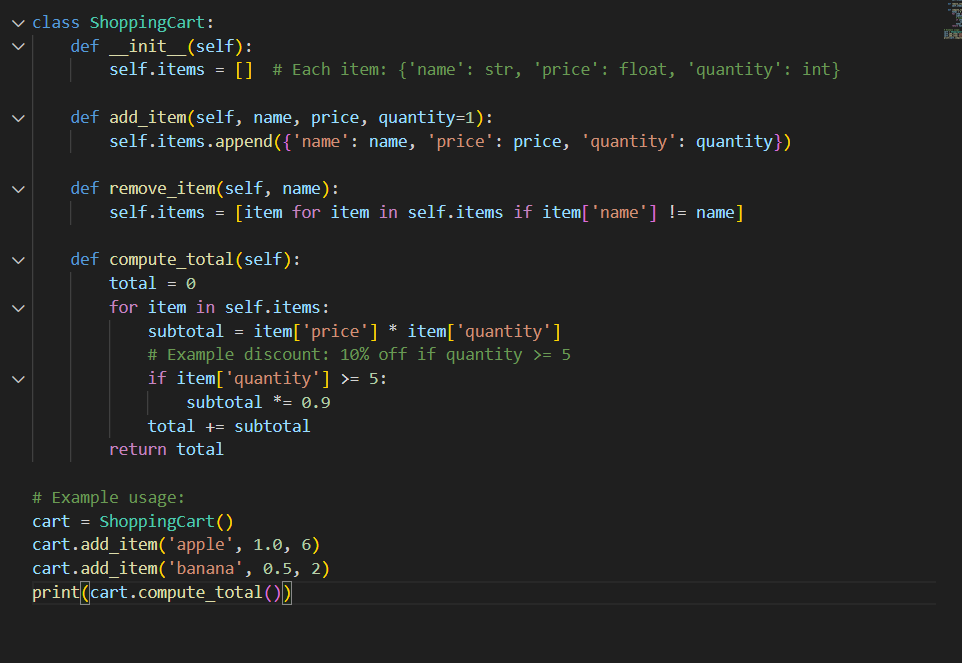 class ShoppingCart:
    def __init__(self):
        self.items = []  # Each item: {'name': str, 'price': float, 'quantity': int}

    def add_item(self, name, price, quantity=1):
        self.items.append({'name': name, 'price': price, 'quantity': quantity})

    def remove_item(self, name):
        self.items = [item for item in self.items if item['name'] != name]

    def compute_total(self):
        total = 0
        for item in self.items:
            subtotal = item['price'] * item['quantity']
            # Example discount: 10% off if quantity >= 5
            if item['quantity'] >= 5:
                subtotal *= 0.9
            total += subtotal
        return total

# Example usage:
cart = ShoppingCart()
cart.add_item('apple', 1.0, 6)
cart.add_item('banana', 0.5, 2)
print(cart.compute_total())